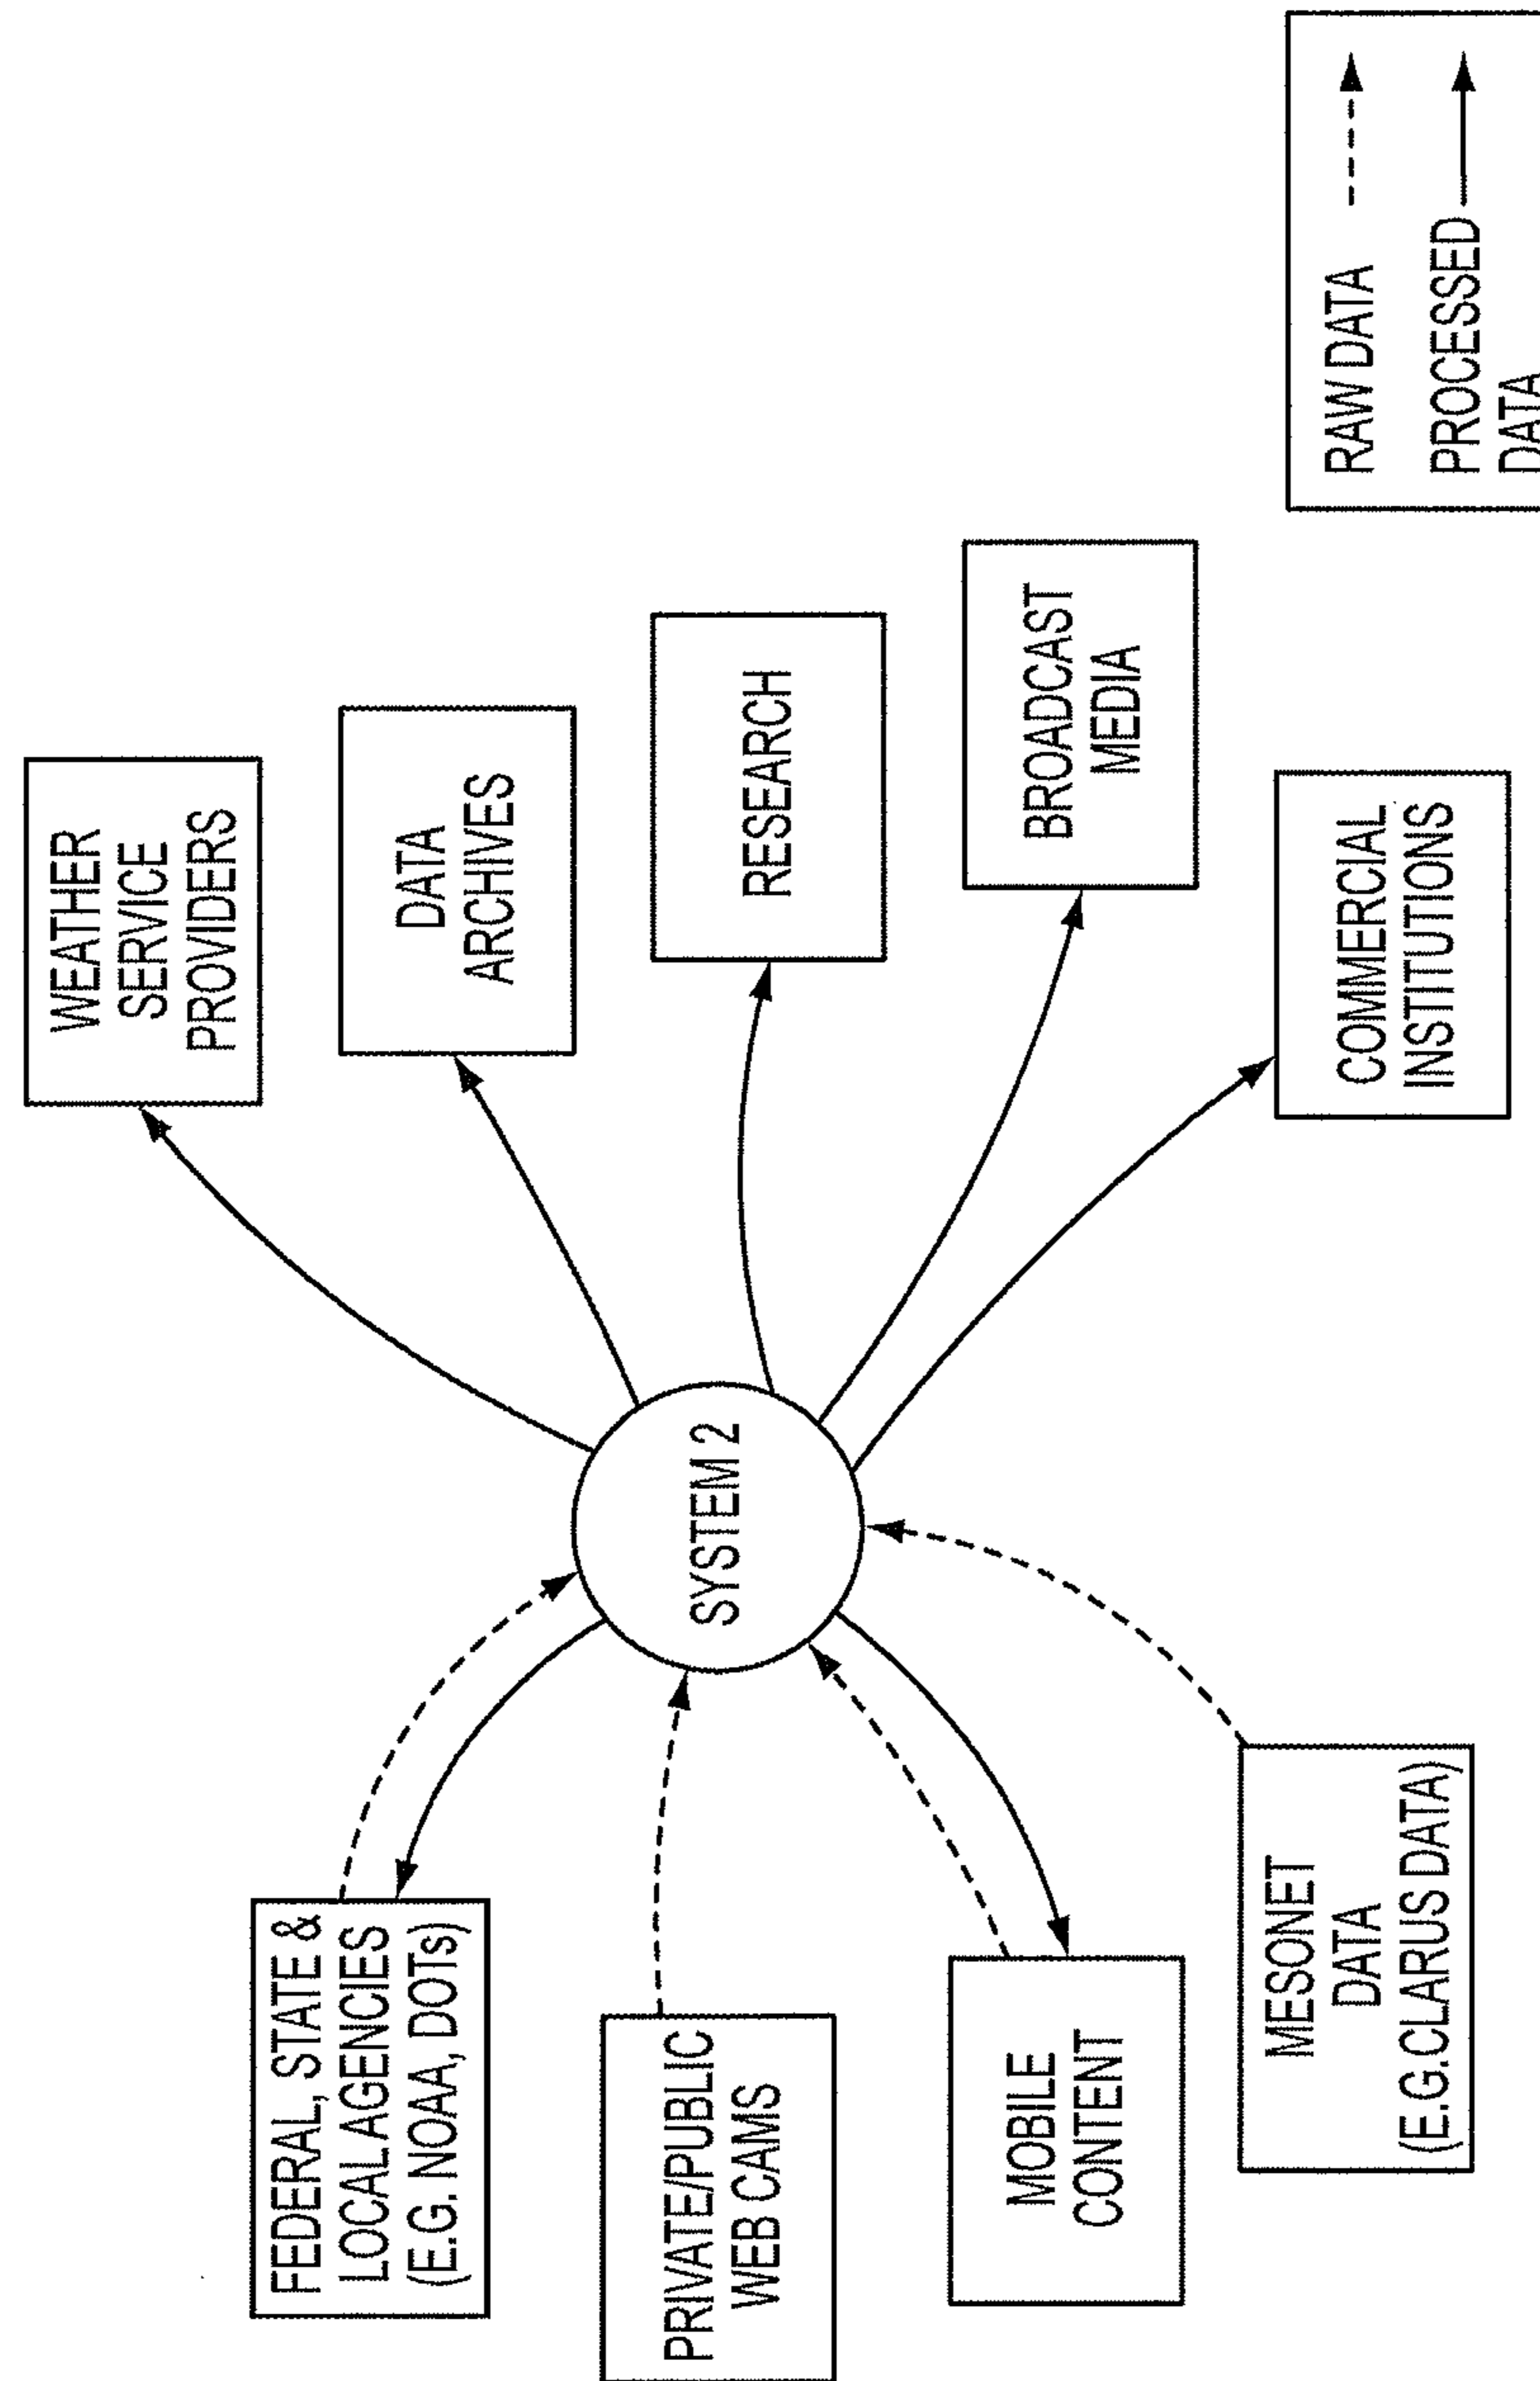 FEDERAL, STATE &
LOCAL AGENCIES
(E.G. NOAA, DOTs)
PRIVATE/PUBLIC
WEB CAMS
MOBILE
CONTENT
MESONET
DATA
(E.G.CLARUS DATA)
SYSTEM 2
WEATHER
SERVICE
PROVIDERS
DATA
ARCHIVES
RESEARCH
BROADCAST
MEDIA
COMMERCIAL
INSTITUTIONS
RAW DATA
PROCESSED
DATA